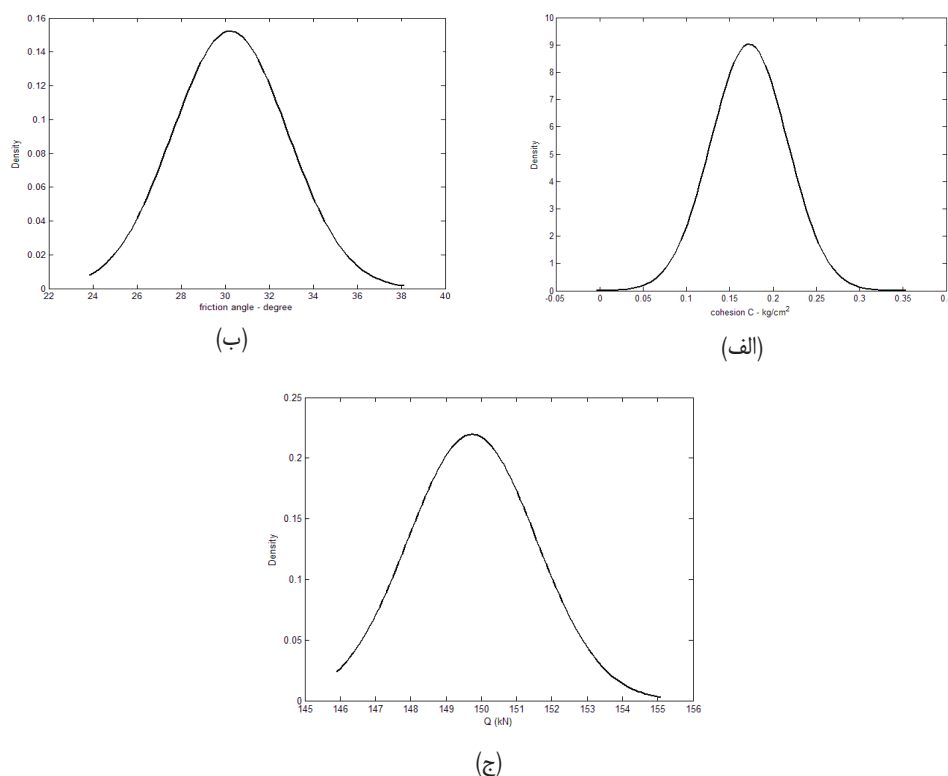 0.16
0.14
0.12
0.1
0.08
0.06
0.04
0.02
0
Density
22 24 26 28 30 32 34 36 38 40
friction angle - degree
(ب)
10
9
8
7
6
5
4
3
2
1
0
Density
-0.05 0 0.05 0.1 0.15 0.2 0.25 0.3 0.35 0.
cohesion C - kg/cm²
(الف)
0.25
0.2
0.15
0.1
0.05
0
Density
145 146 147 148 149 150 151 152 153 154 155 156
Q (kN)
(ج)